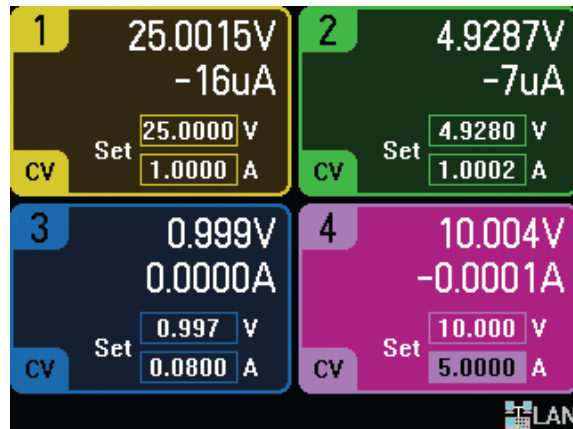 1 25.0015V
-16uA
Set 25.0000 V
1.0000 A
CV
2 4.9287V
-7uA
Set 4.9280 V
1.0002 A
CV
3 0.999V
0.0000A
Set 0.997 V
0.0800 A
CV
4 10.004V
-0.0001A
Set 10.000 V
5.0000 A
CV
LAN